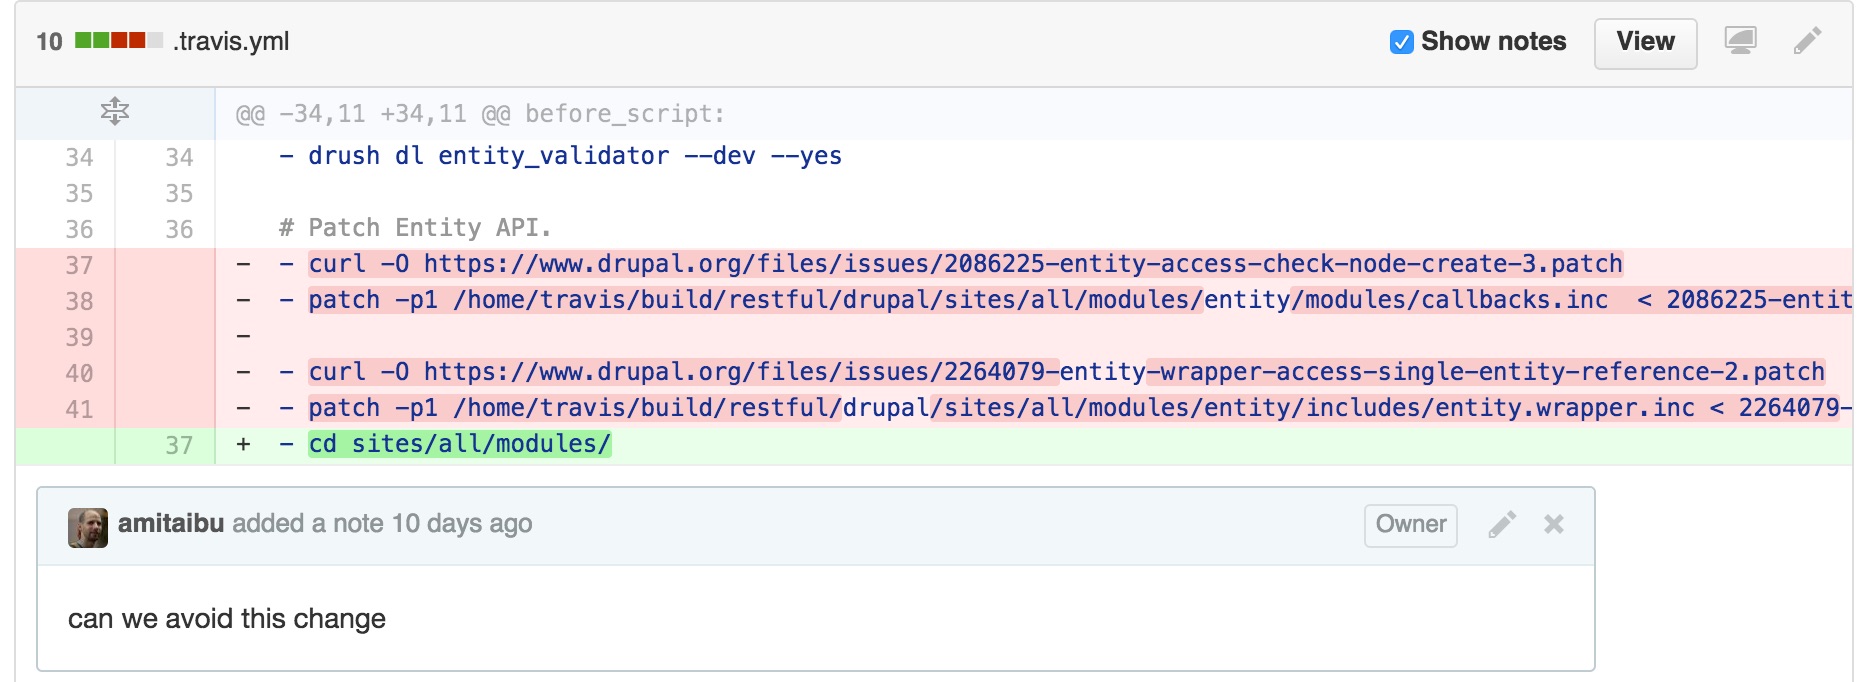 10 .travis.yml Show notes View
@@ -34,11 +34,11 @@ before_script:
34 34 - drush dl entity_validator --dev --yes
35 35
36 36 # Patch Entity API.
37 - - curl -O https://www.drupal.org/files/issues/2086225-entity-access-check-node-create-3.patch
38 - - patch -p1 /home/travis/build/restful/drupal/sites/all/modules/entity/modules/callbacks.inc  < 2086225-entit
39 -
40 - - curl -O https://www.drupal.org/files/issues/2264079-entity-wrapper-access-single-entity-reference-2.patch
41 - - patch -p1 /home/travis/build/restful/drupal/sites/all/modules/entity/includes/entity.wrapper.inc < 2264079-
37 + - cd sites/all/modules/
amitaibu added a note 10 days ago Owner
can we avoid this change